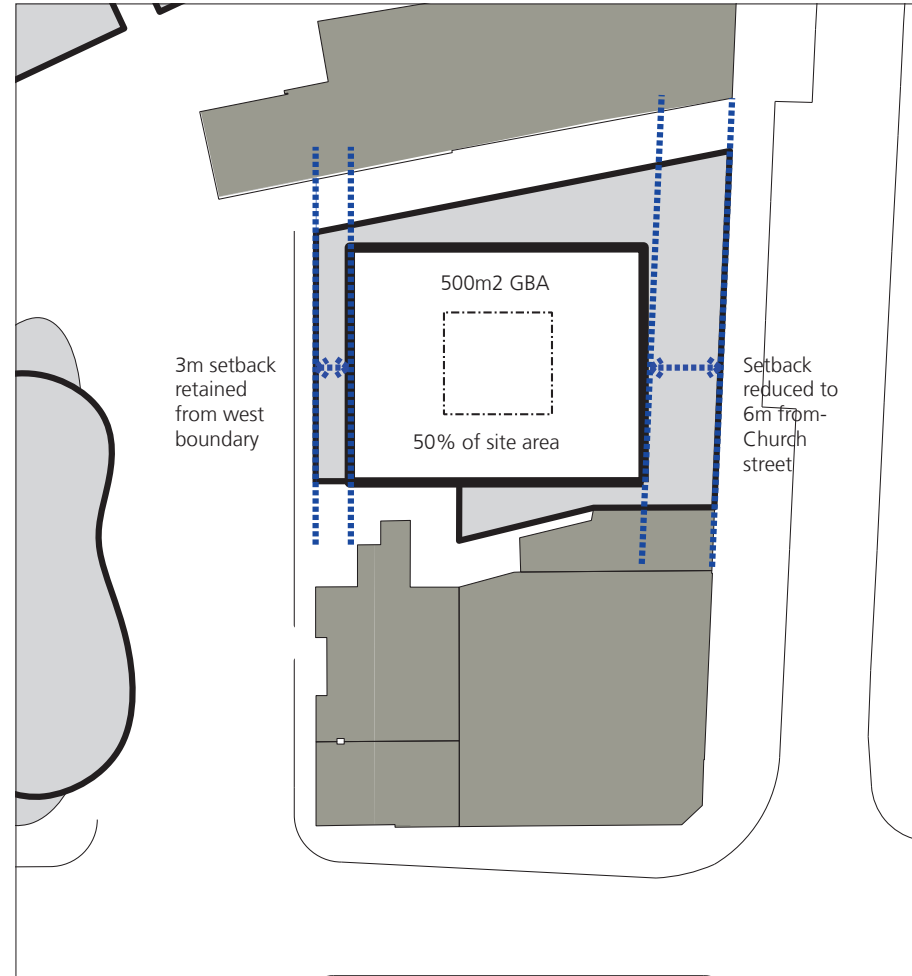 500m2 GBA
50% of site area
3m setback
retained
from west
boundary
Setback
reduced to
6m from-
Church
street